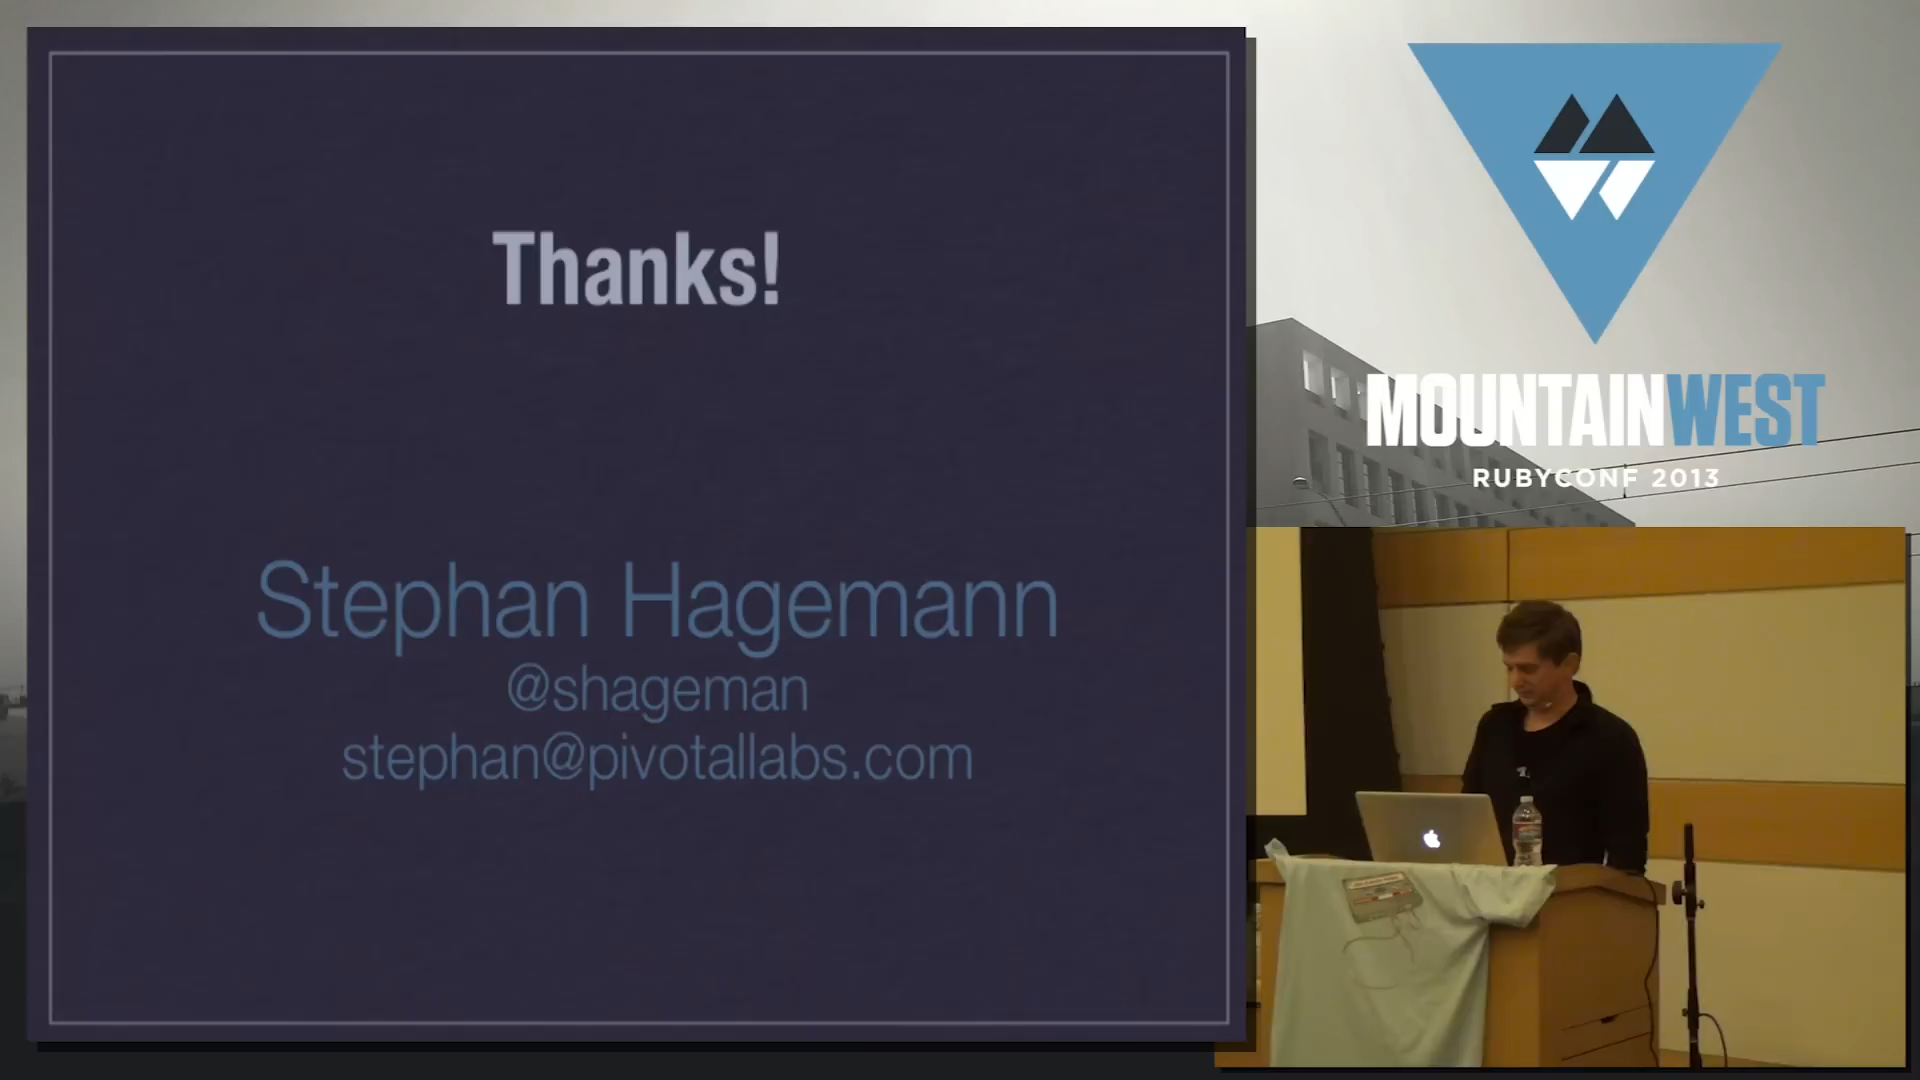 Thanks!
Stephan Hagemann
@shageman
stephan@pivotallabs.com
MOUNTAINWEST
RUBYCONF 2013